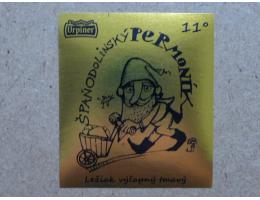 Urpiner
11°
ŠPAŇODOLINSKÝ PERMONÍK
Ležiak výčapný tmavý